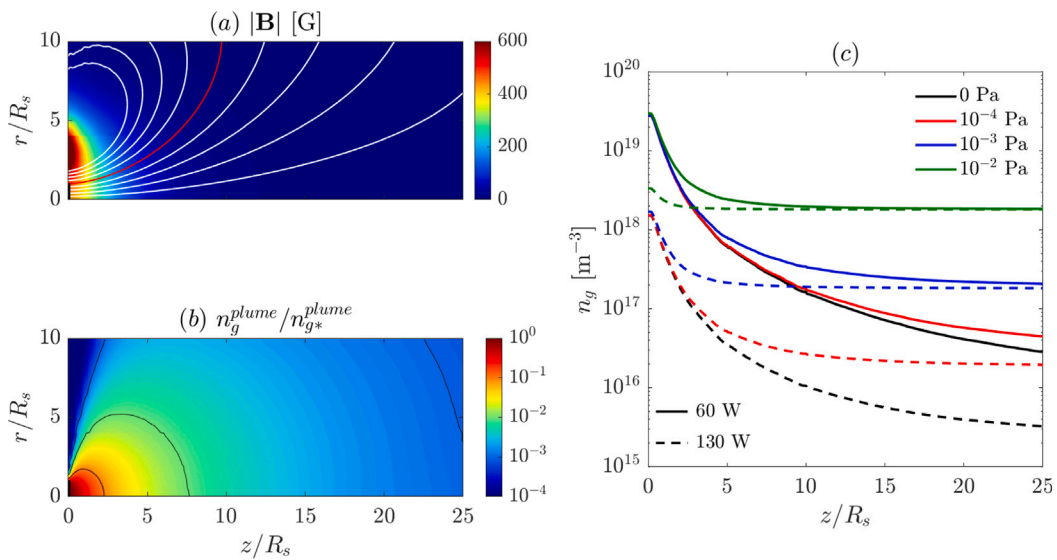 (a) |B| [G]
10
5
0
r/R_s
600
400
200
0
(b) n_g^{plume}/n_{g*}^{plume}
10
5
0
r/R_s
0 5 10 15 20 25
z/R_s
10^0
10^{-1}
10^{-2}
10^{-3}
10^{-4}
(c)
10^{20}
10^{19}
10^{18}
10^{17}
10^{16}
10^{15}
n_g [m^{-3}]
0 Pa
10^{-4} Pa
10^{-3} Pa
10^{-2} Pa
60 W
130 W
0 5 10 15 20 25
z/R_s